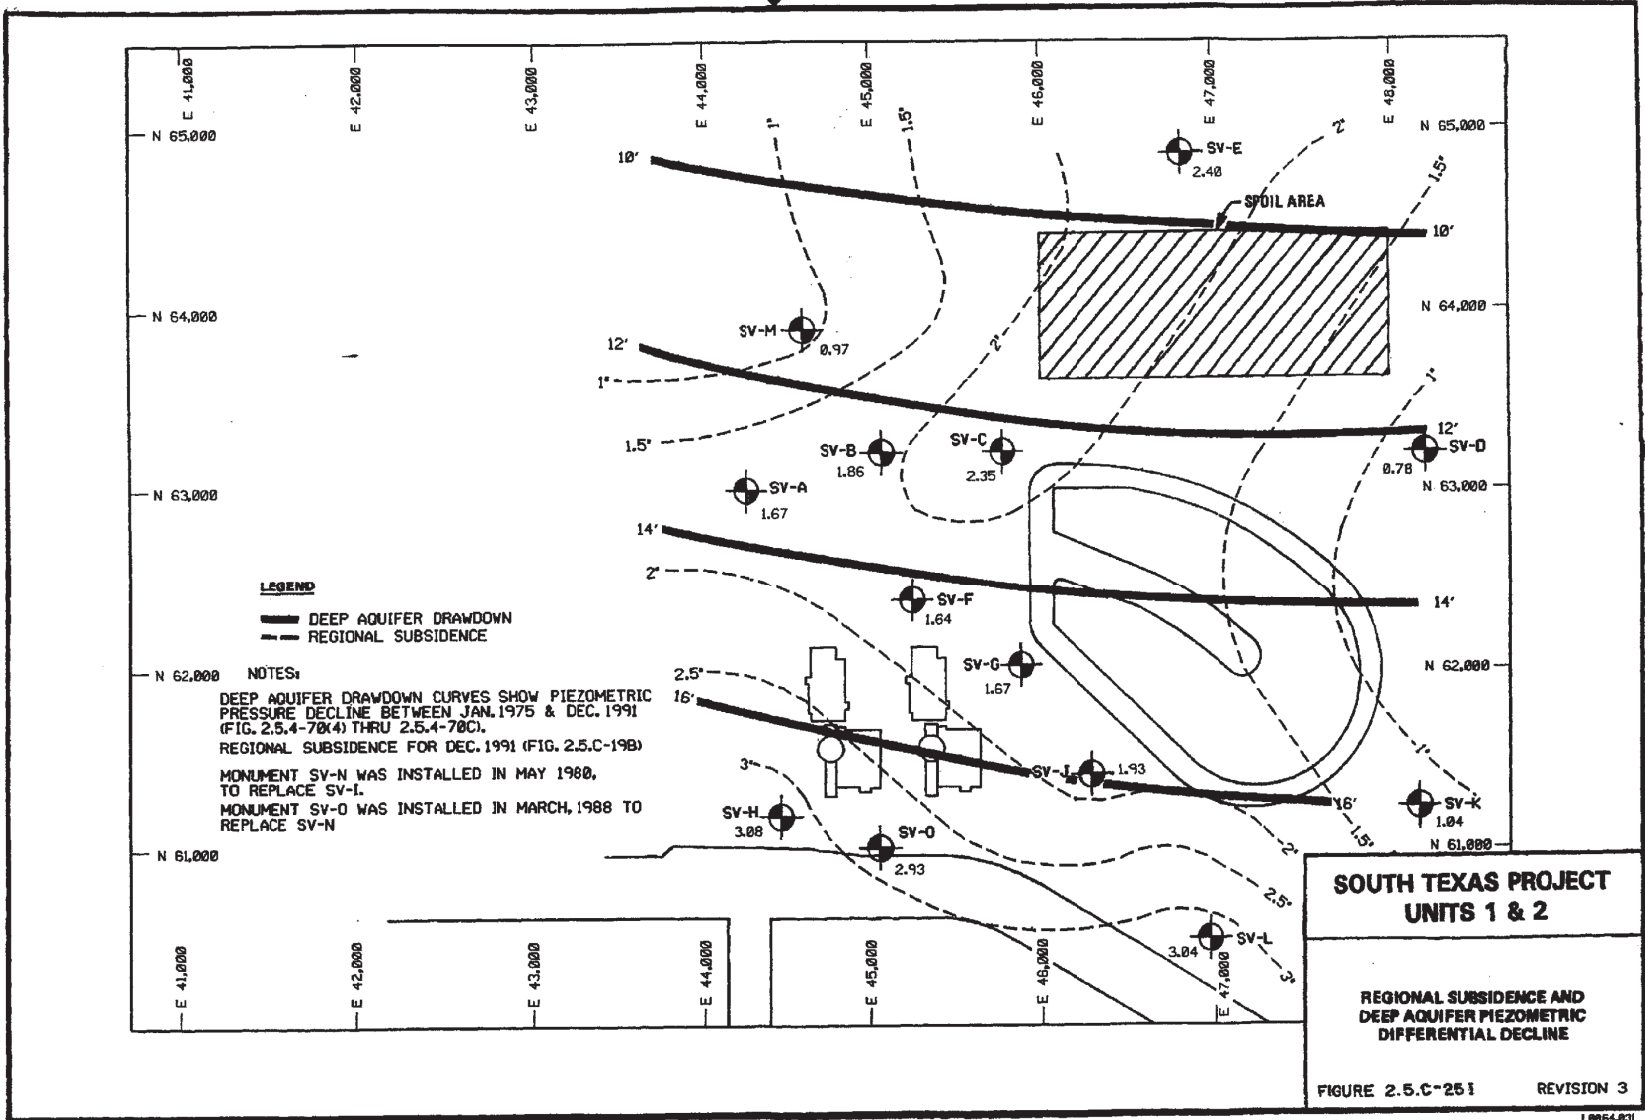 E 41,000
E 42,000
E 43,000
E 44,000
E 45,000
E 46,000
E 47,000
E 48,000
N 65,000
N 65,000
1"
1.5"
2"
1.5"
10'
SV-E
2.40
SPOIL AREA
10'
N 64,000
N 64,000
SV-M
0.97
2"
12'
1"
1"
1.5"
12'
SV-B
1.86
SV-C
2.35
SV-D
0.78
N 63,000
N 63,000
SV-A
1.67
14'
2"
SV-F
1.64
14'
LEGEND
DEEP AQUIFER DRAWDOWN
REGIONAL SUBSIDENCE
N 62,000
N 62,000
SV-G
1.67
2.5"
16'
NOTES:
DEEP AQUIFER DRAWDOWN CURVES SHOW PIEZOMETRIC
PRESSURE DECLINE BETWEEN JAN. 1975 & DEC. 1991
(FIG. 2.5.4-70(4) THRU 2.5.4-70C).
REGIONAL SUBSIDENCE FOR DEC. 1991 (FIG. 2.5.C-19B)
MONUMENT SV-N WAS INSTALLED IN MAY 1980,
TO REPLACE SV-I.
MONUMENT SV-O WAS INSTALLED IN MARCH, 1988 TO
REPLACE SV-N
3"
SV-J
1.93
1"
16'
SV-K
1.04
SV-H
3.08
SV-O
2.93
1.5"
2"
N 61,000
N 61,000
2.5"
SV-L
3.04
3"
E 41,000
E 42,000
E 43,000
E 44,000
E 45,000
E 46,000
E 47,000
SOUTH TEXAS PROJECT
UNITS 1 & 2
REGIONAL SUBSIDENCE AND
DEEP AQUIFER PIEZOMETRIC
DIFFERENTIAL DECLINE
FIGURE 2.5.C-25
REVISION 3